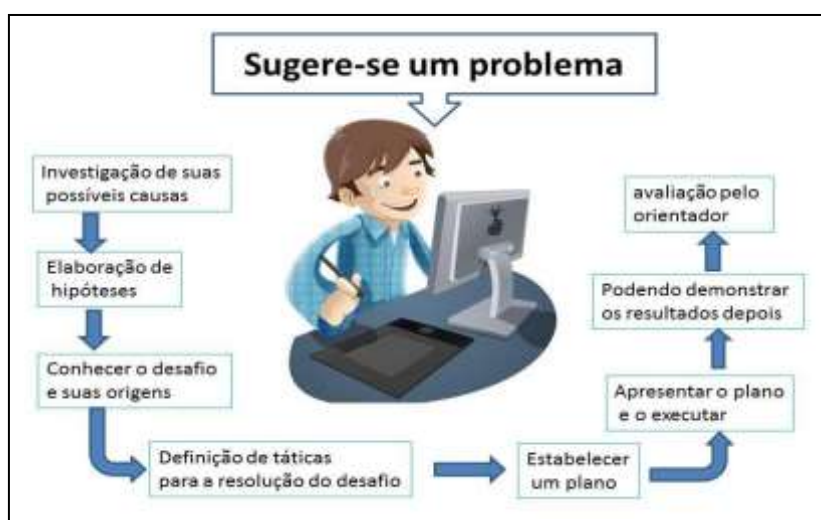 Sugere-se um problema
Investigação de suas
possíveis causas
Elaboração de
hipóteses
Conhecer o desafio
e suas origens
Definição de táticas
para a resolução do desafio
Estabelecer
um plano
Apresentar o plano
e o executar
Podendo demonstrar
os resultados depois
avaliação pelo
orientador